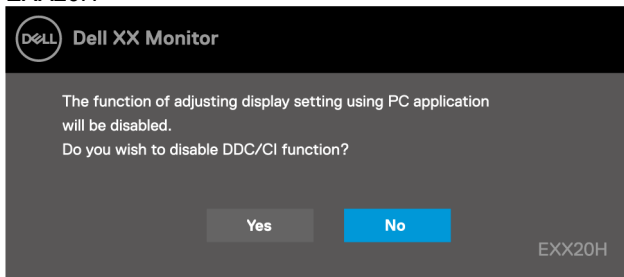 DELL
Dell XX Monitor
The function of adjusting display setting using PC application
will be disabled.
Do you wish to disable DDC/CI function?
Yes
No
EXX20H